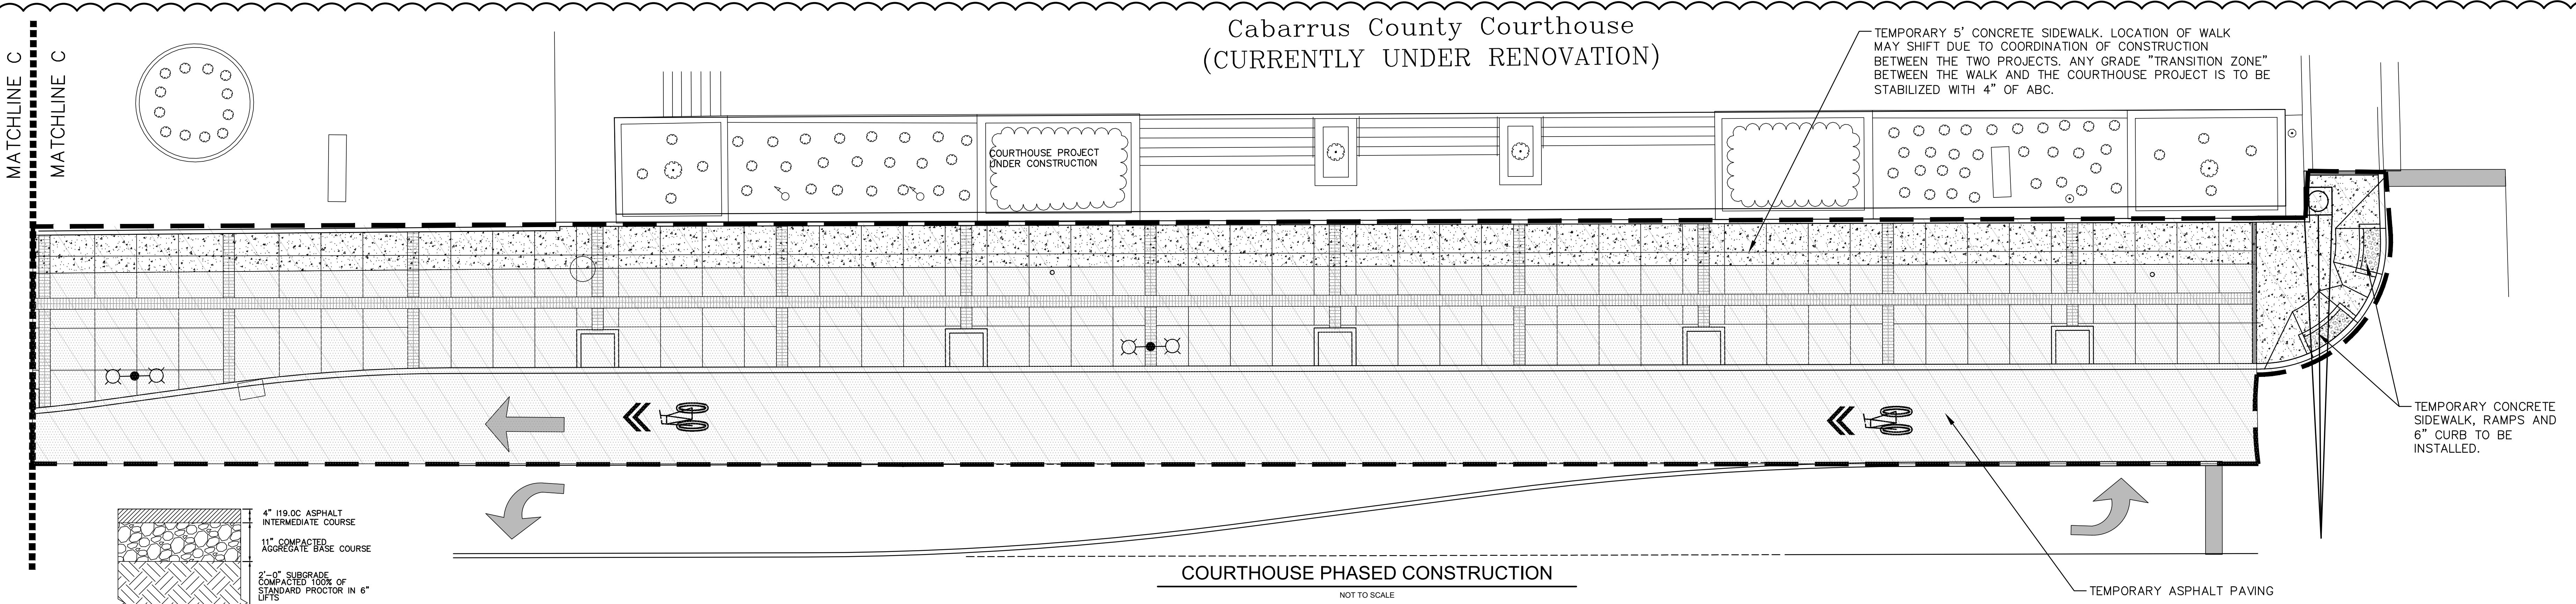 MATCHLINE C
MATCHLINE C
Cabarrus County Courthouse
(CURRENTLY UNDER RENOVATION)
TEMPORARY 5' CONCRETE SIDEWALK. LOCATION OF WALK
MAY SHIFT DUE TO COORDINATION OF CONSTRUCTION
BETWEEN THE TWO PROJECTS. ANY GRADE "TRANSITION ZONE"
BETWEEN THE WALK AND THE COURTHOUSE PROJECT IS TO BE
STABILIZED WITH 4" OF ABC.
COURTHOUSE PROJECT
UNDER CONSTRUCTION
TEMPORARY CONCRETE
SIDEWALK, RAMPS AND
6" CURB TO BE
INSTALLED.
4" I19.0C ASPHALT
INTERMEDIATE COURSE
11" COMPACTED
AGGREGATE BASE COURSE
2'-0" SUBGRADE
COMPACTED 100% OF
STANDARD PROCTOR IN 6"
LIFTS
COURTHOUSE PHASED CONSTRUCTION
NOT TO SCALE
TEMPORARY ASPHALT PAVING